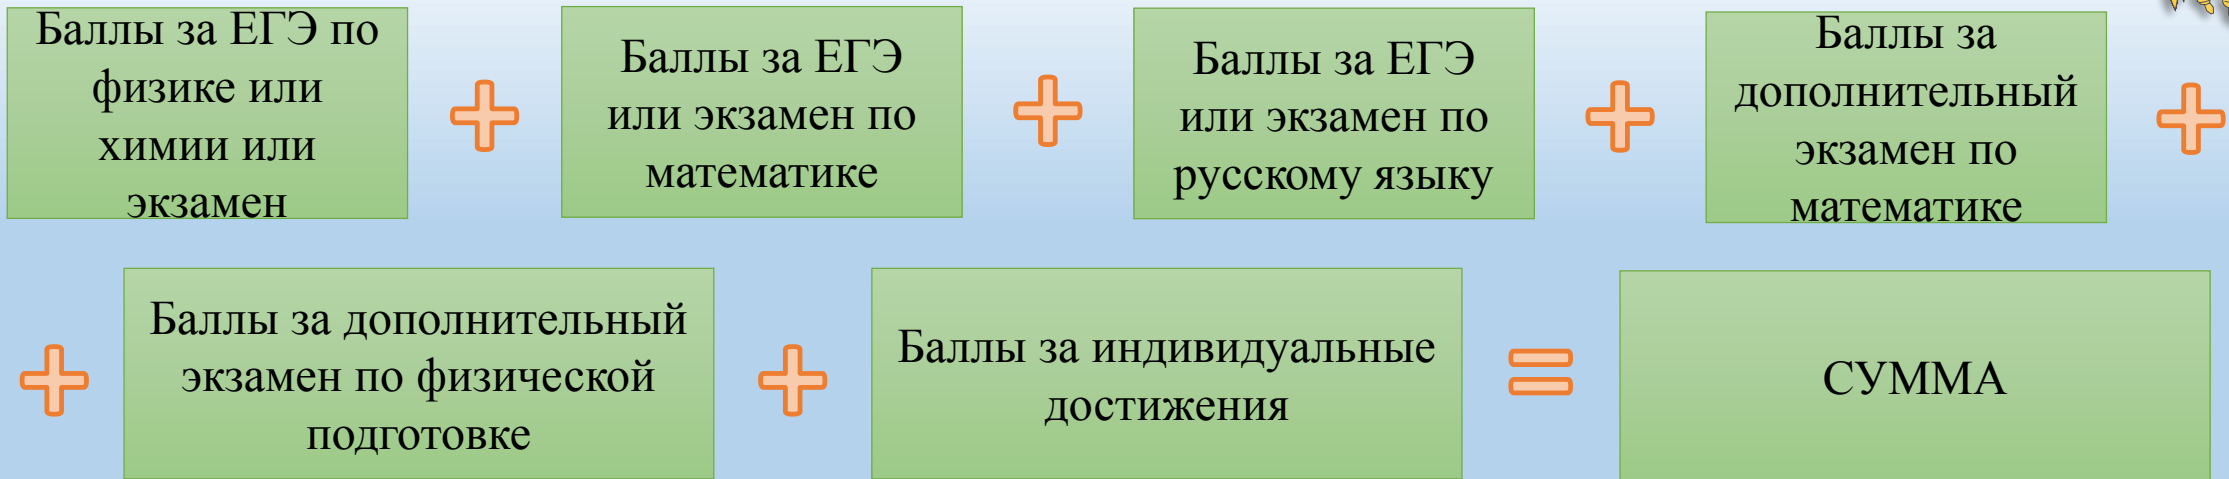 Баллы за ЕГЭ по
физике или
химии или
экзамен
Баллы за ЕГЭ
или экзамен по
математике
Баллы за ЕГЭ
или экзамен по
русскому языку
Баллы за
дополнительный
экзамен по
математике
Баллы за дополнительный
экзамен по физической
подготовке
Баллы за индивидуальные
достижения
СУММА